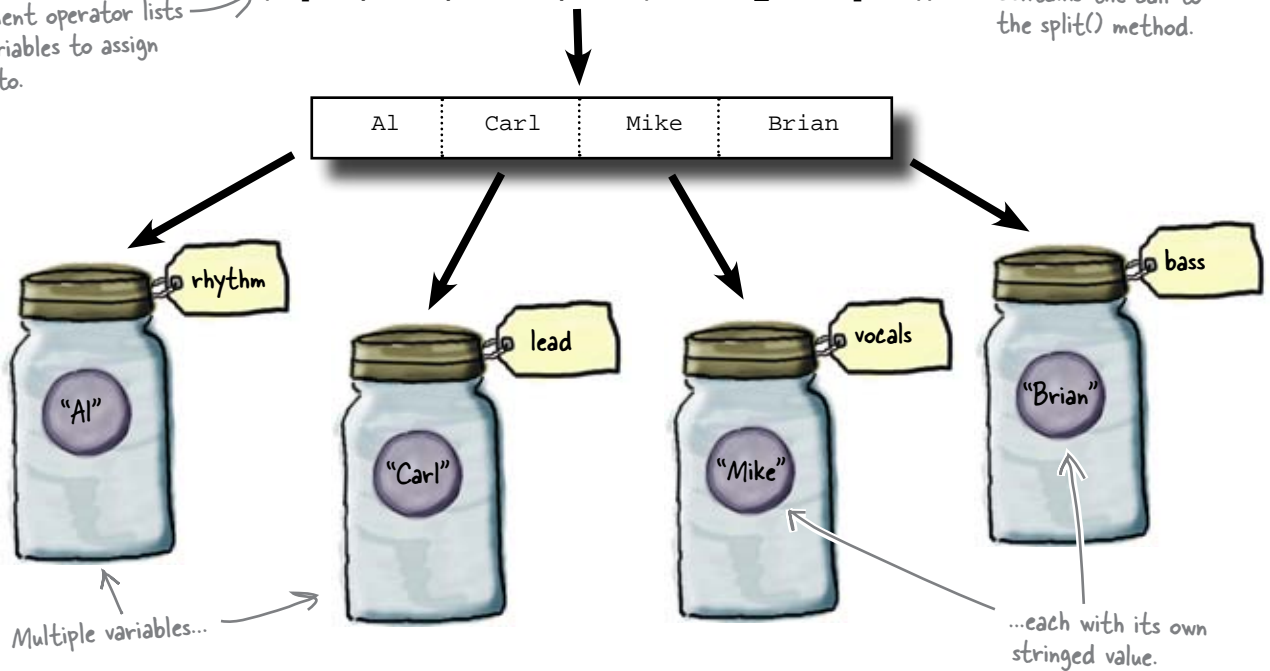 ent operator lists
riables to assign
to.
the split() method.
Al Carl Mike Brian
rhythm
lead
vocals
bass
“Al”
“Carl”
“Mike”
“Brian”
Multiple variables...
...each with its own
stringed value.